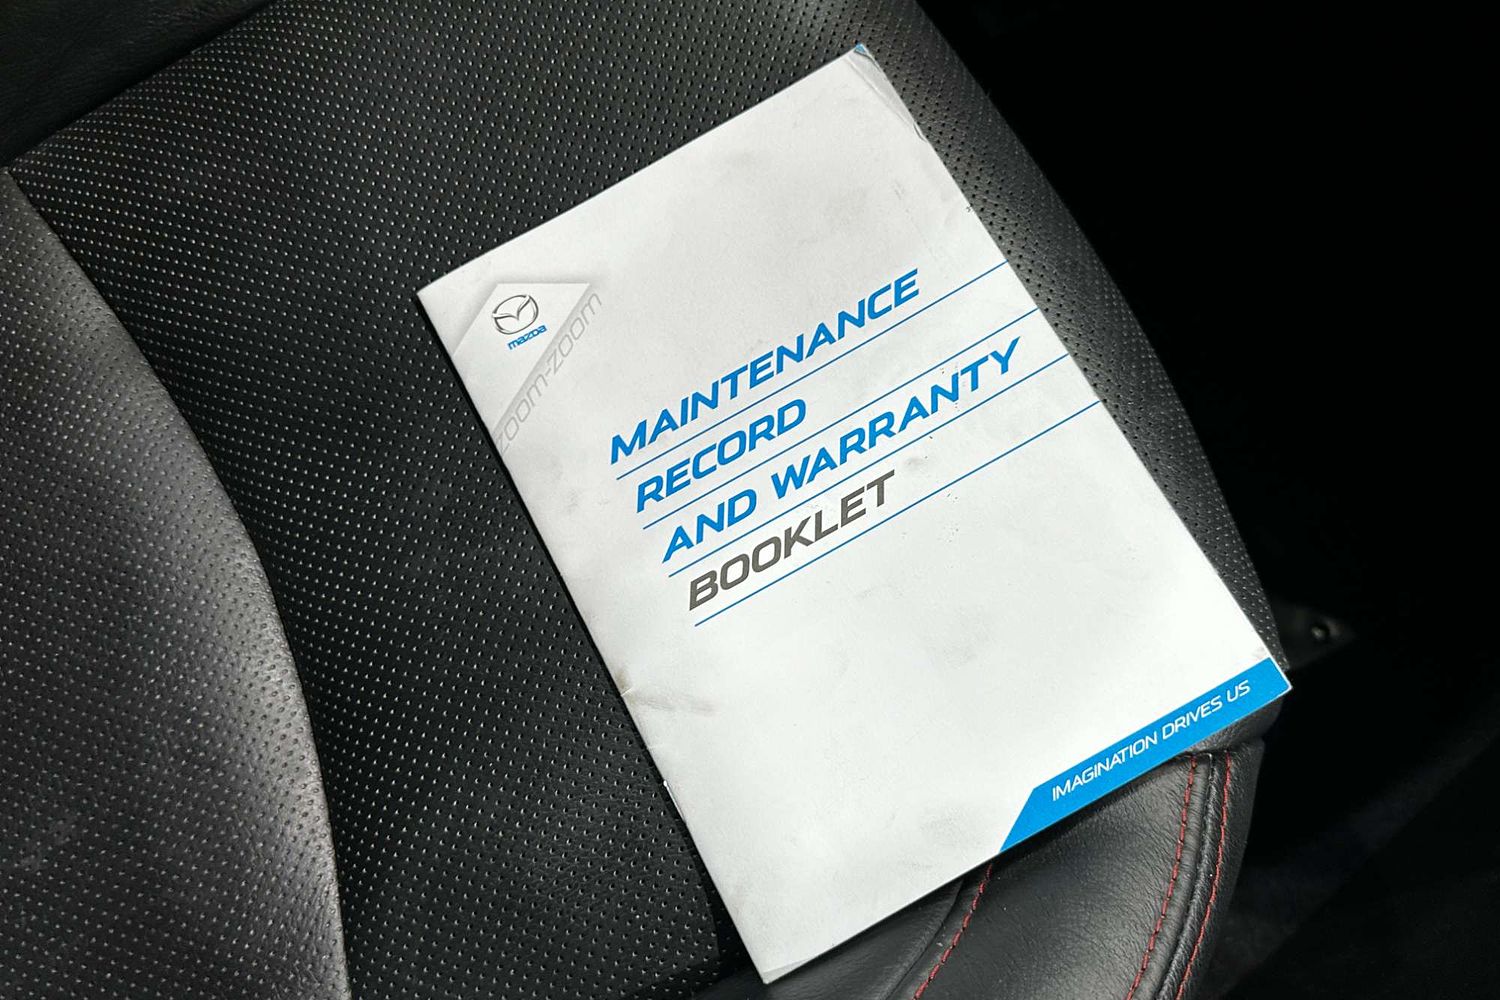 mazda
zoom-zoom
MAINTENANCE
RECORD
AND WARRANTY
BOOKLET
IMAGINATION DRIVES US